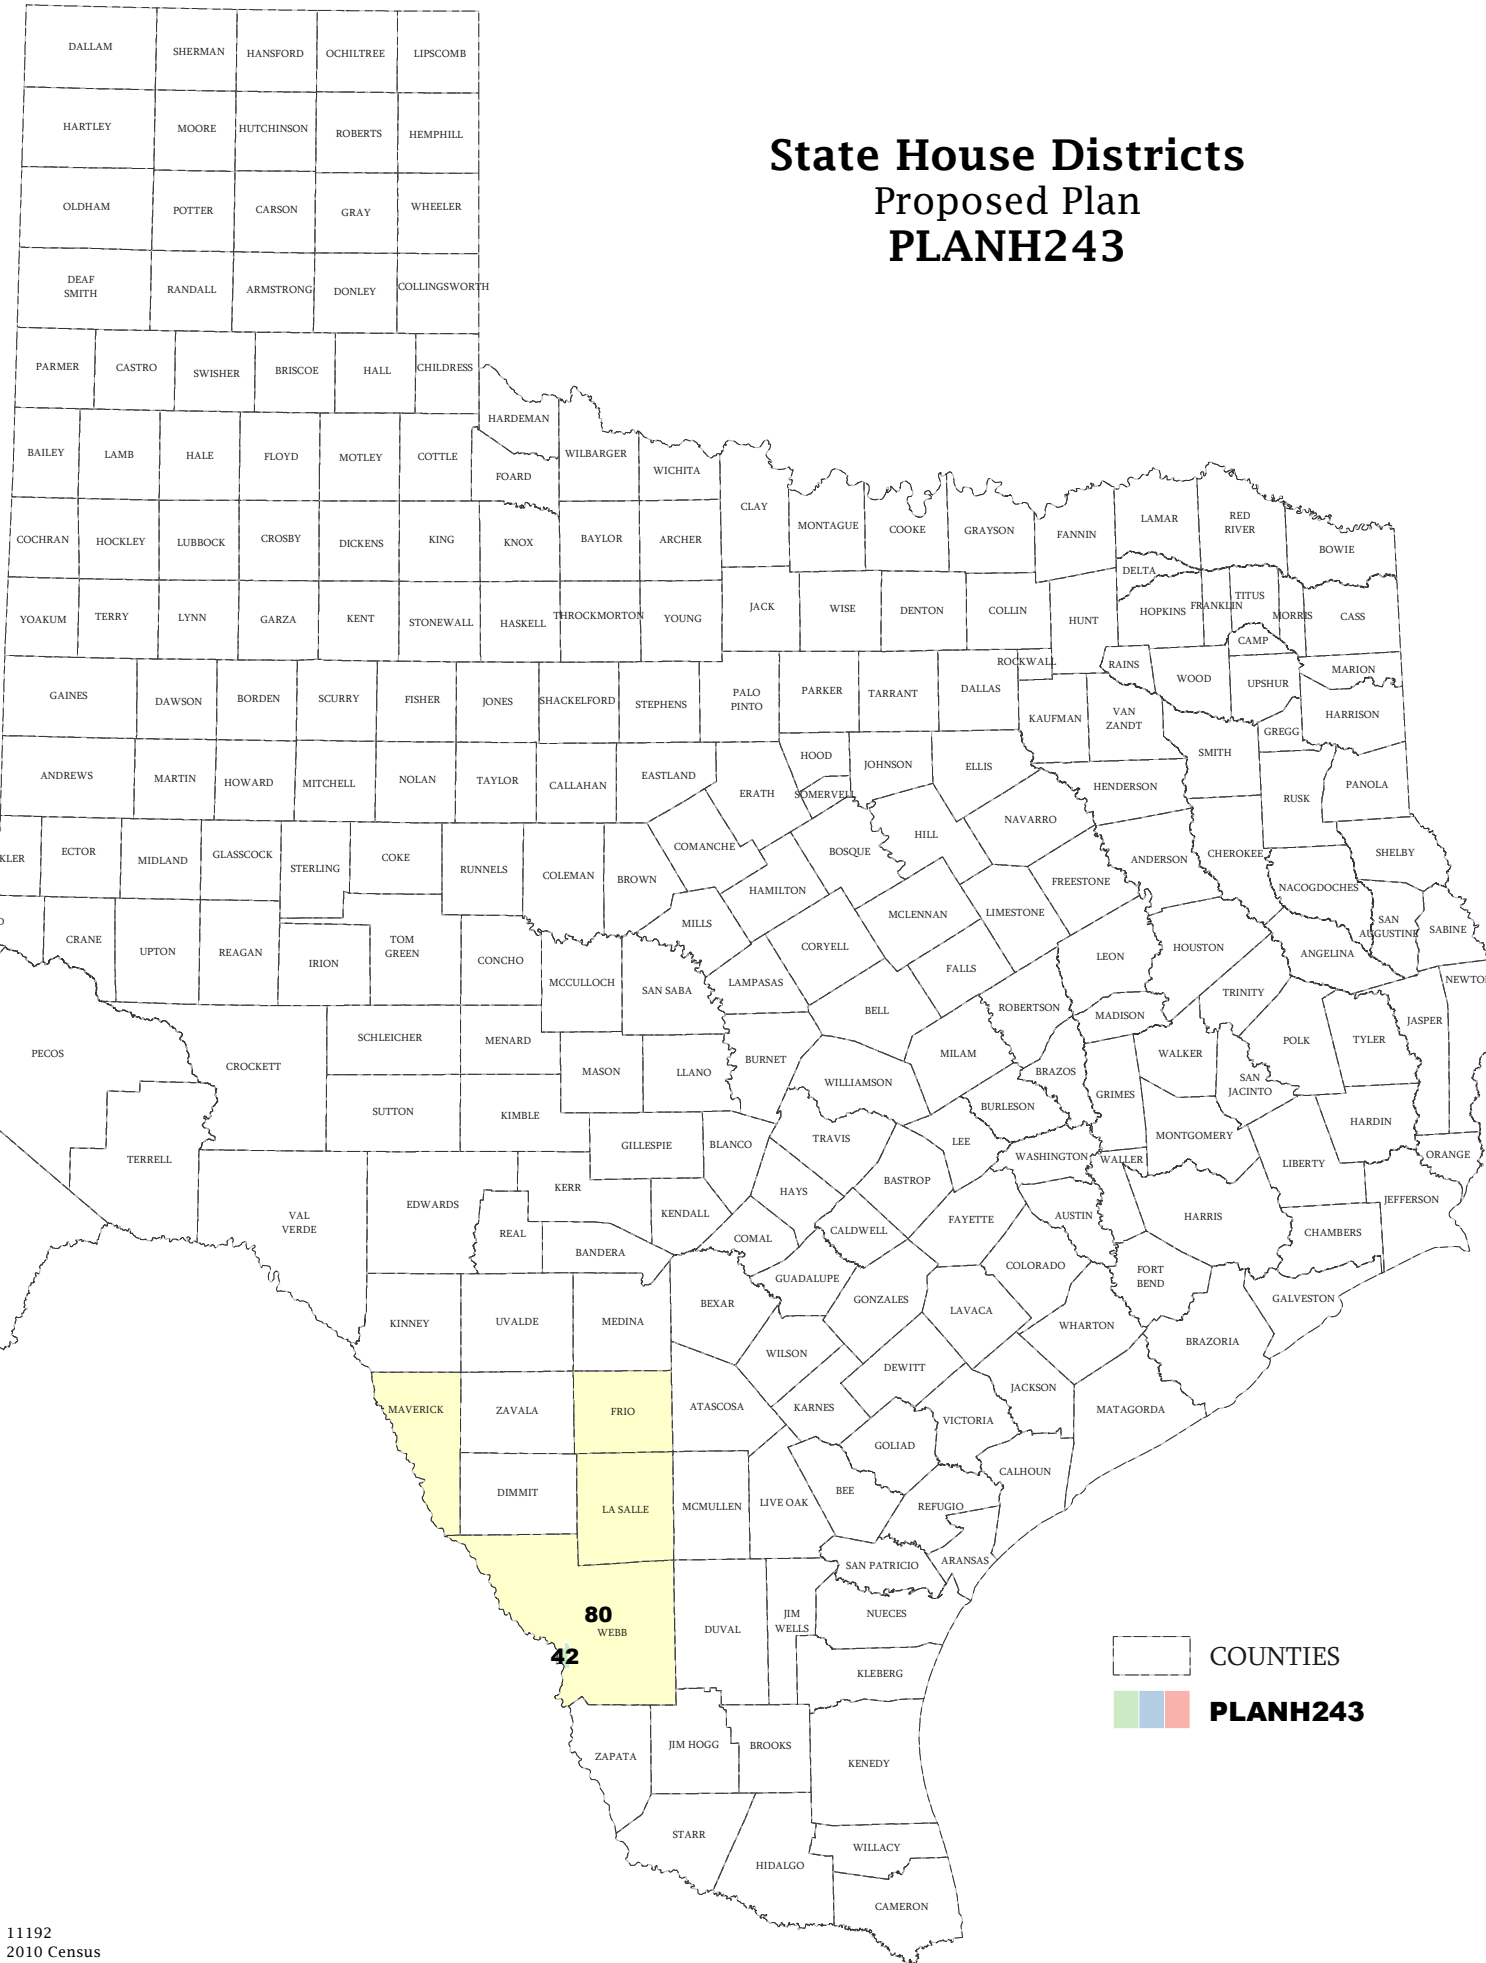 State House Districts
Proposed Plan
PLANH243
DALLAM
SHERMAN
HANSFORD
OCHILTREE
LIPSCOMB
HARTLEY
MOORE
HUTCHINSON
ROBERTS
HEMPHILL
OLDHAM
POTTER
CARSON
GRAY
WHEELER
DEAF
SMITH
RANDALL
ARMSTRONG
DONLEY
COLLINGSWORTH
PARMER
CASTRO
SWISHER
BRISCOE
HALL
CHILDRESS
HARDEMAN
BAILEY
LAMB
HALE
FLOYD
MOTLEY
COTTLE
FOARD
WILBARGER
WICHITA
CLAY
MONTAGUE
COOKE
GRAYSON
FANNIN
LAMAR
RED
RIVER
BOWIE
COCHRAN
HOCKLEY
LUBBOCK
CROSBY
DICKENS
KING
KNOX
BAYLOR
ARCHER
DELTA
YOAKUM
TERRY
LYNN
GARZA
KENT
STONEWALL
HASKELL
THROCKMORTON
YOUNG
JACK
WISE
DENTON
COLLIN
HUNT
HOPKINS
FRANKLIN
TITUS
MORRIS
CASS
CAMP
GAINES
DAWSON
BORDEN
SCURRY
FISHER
JONES
SHACKELFORD
STEPHENS
PALO
PINTO
PARKER
TARRANT
DALLAS
ROCKWALL
RAINS
WOOD
UPSHUR
MARION
KAUFMAN
VAN
ZANDT
HARRISON
GREGG
SMITH
ANDREWS
MARTIN
HOWARD
MITCHELL
NOLAN
TAYLOR
CALLAHAN
EASTLAND
ERATH
HOOD
SOMERVELL
JOHNSON
ELLIS
HENDERSON
RUSK
PANOLA
KLER
ECTOR
MIDLAND
GLASSCOCK
STERLING
COKE
RUNNELS
COLEMAN
BROWN
COMANCHE
HAMILTON
BOSQUE
HILL
NAVARRO
FREESTONE
ANDERSON
CHEROKEE
NACOGDOCHES
SHELBY
D
CRANE
UPTON
REAGAN
IRION
TOM
GREEN
CONCHO
MCCULLOCH
SAN SABA
MILLS
LAMPASAS
CORYELL
MCLENNAN
LIMESTONE
FALLS
LEON
HOUSTON
ANGELINA
SAN
AUGUSTINE
SABINE
NEWTO
PECOS
TERRELL
CROCKETT
SCHLEICHER
MENARD
SUTTON
KIMBLE
MASON
LLANO
BURNET
BELL
WILLIAMSON
MILAM
ROBERTSON
BRAZOS
MADISON
TRINITY
WALKER
GRIMES
SAN
JACINTO
POLK
TYLER
JASPER
HARDIN
GILLESPIE
BLANCO
TRAVIS
LEE
BURLESON
WASHINGTON
WALLER
MONTGOMERY
LIBERTY
ORANGE
JEFFERSON
VAL
VERDE
EDWARDS
KERR
REAL
KENDALL
BANDERA
COMAL
HAYS
CALDWELL
BASTROP
FAYETTE
AUSTIN
HARRIS
CHAMBERS
KINNEY
UVALDE
MEDINA
BEXAR
GUADALUPE
GONZALES
LAVACA
COLORADO
FORT
BEND
GALVESTON
WILSON
DEWITT
WHARTON
BRAZORIA
MAVERICK
ZAVALA
FRIO
ATASCOSA
KARNES
JACKSON
MATAGORDA
VICTORIA
GOLIAD
CALHOUN
DIMMIT
LA SALLE
MCMULLEN
LIVE OAK
BEE
REFUGIO
ARANSAS
SAN PATRICIO
80
WEBB
42
DUVAL
JIM
WELLS
NUECES
KLEBERG
ZAPATA
JIM HOGG
BROOKS
KENEDY
STARR
HIDALGO
WILLACY
CAMERON
COUNTIES
PLANH243
11192
2010 Census